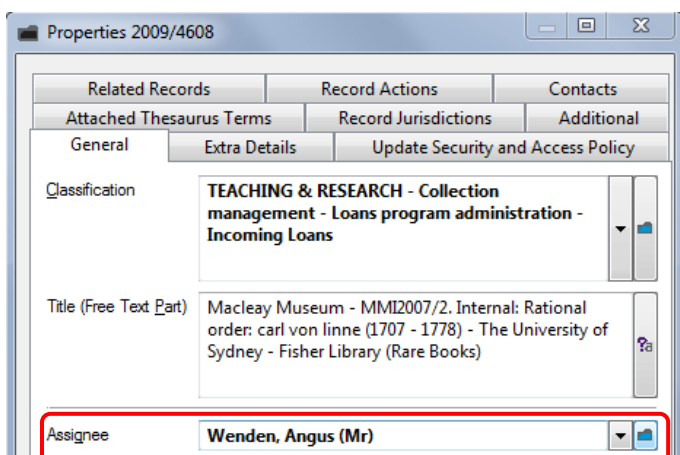 Properties 2009/4608
Related Records Record Actions Contacts
Attached Thesaurus Terms Record Jurisdictions Additional
General Extra Details Update Security and Access Policy
Classification
TEACHING & RESEARCH - Collection
management - Loans program administration -
Incoming Loans
Title (Free Text Part)
Macleay Museum - MMI2007/2. Internal: Rational
order: carl von linne (1707 - 1778) - The University of
Sydney - Fisher Library (Rare Books)
?a
Assignee Wenden, Angus (Mr)